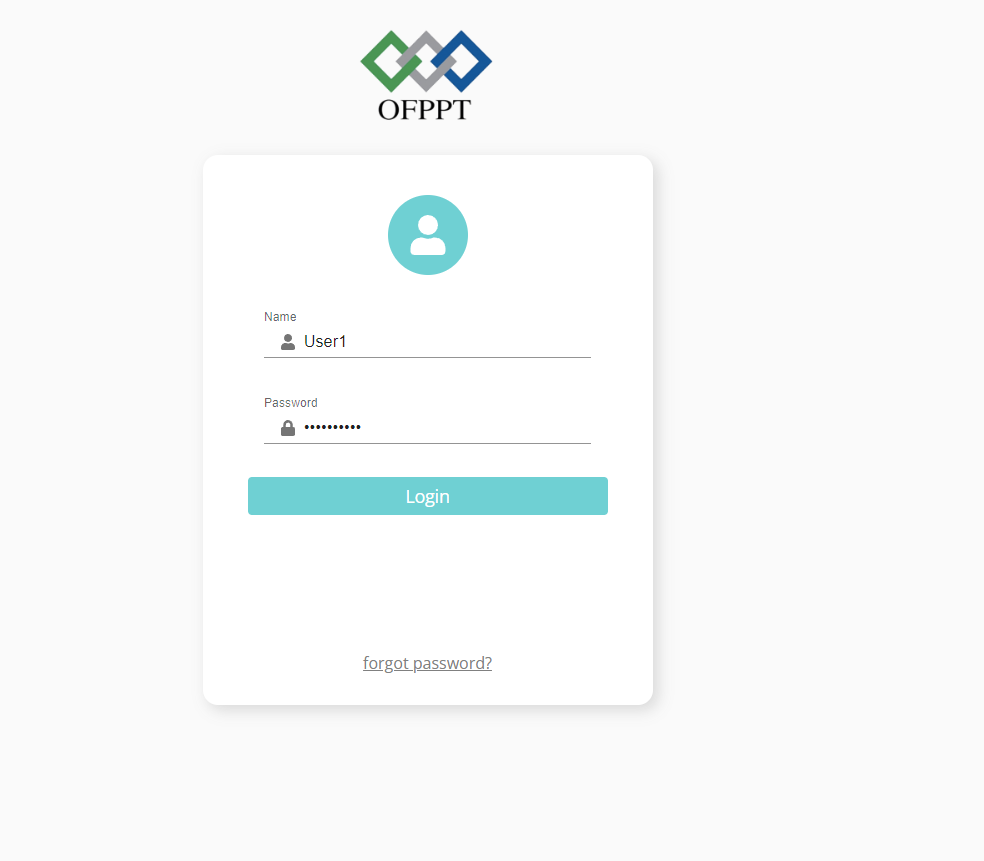 OFPPT
Name
User1
Password
••••••••••
Login
forgot password?